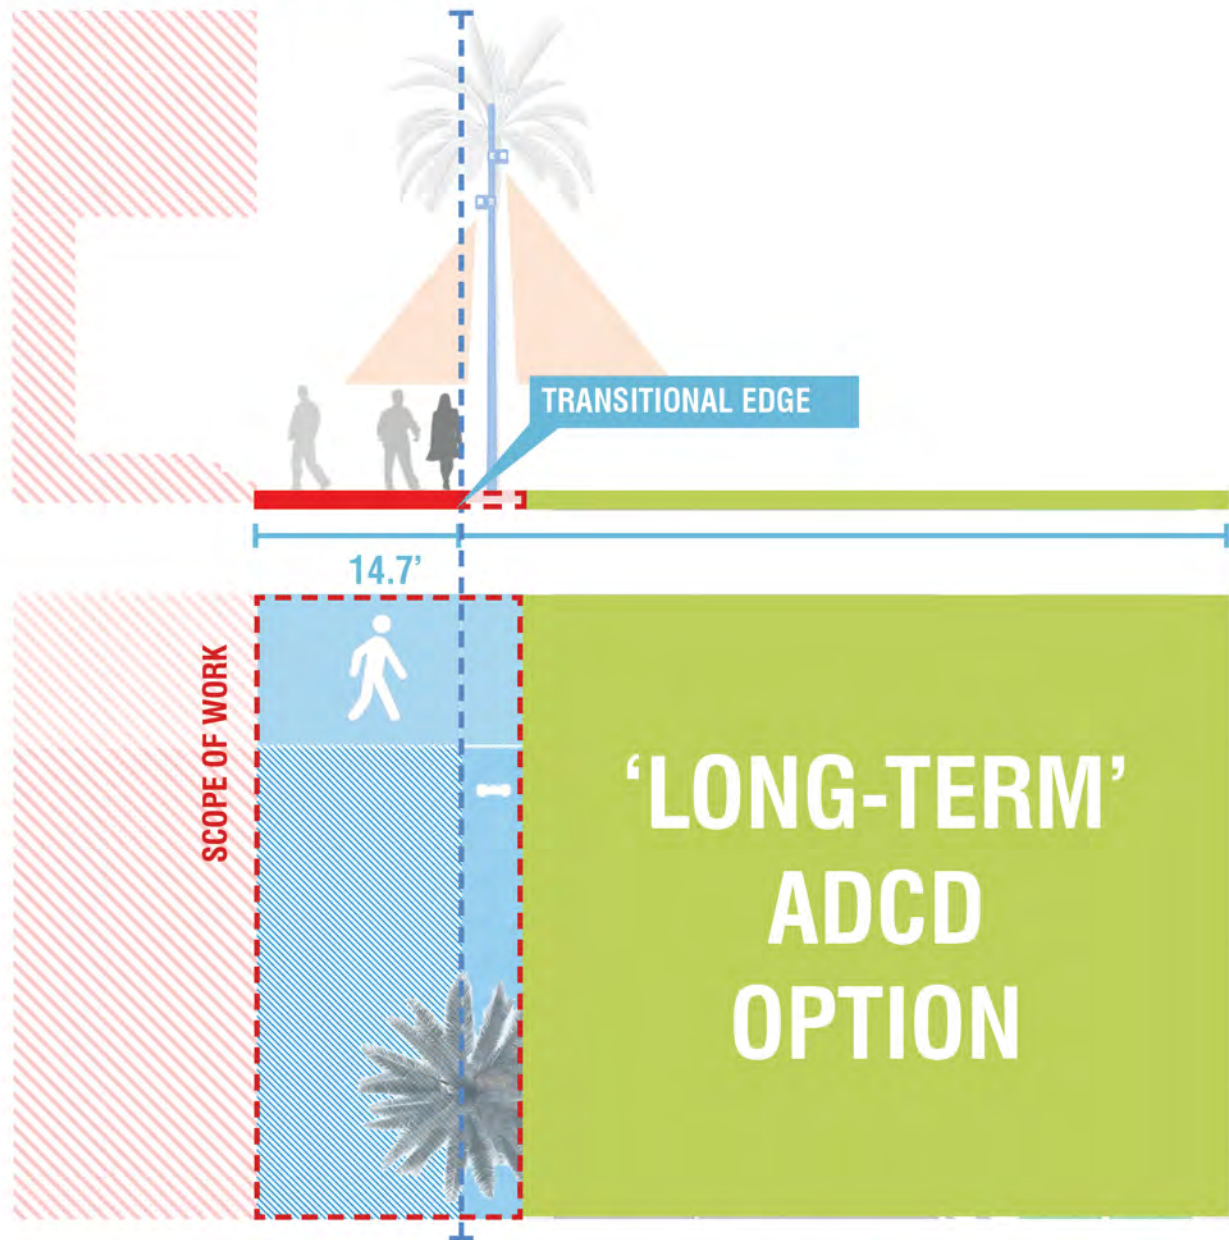 TRANSITIONAL EDGE
14.7’
SCOPE OF WORK
‘LONG-TERM’
ADCD
OPTION